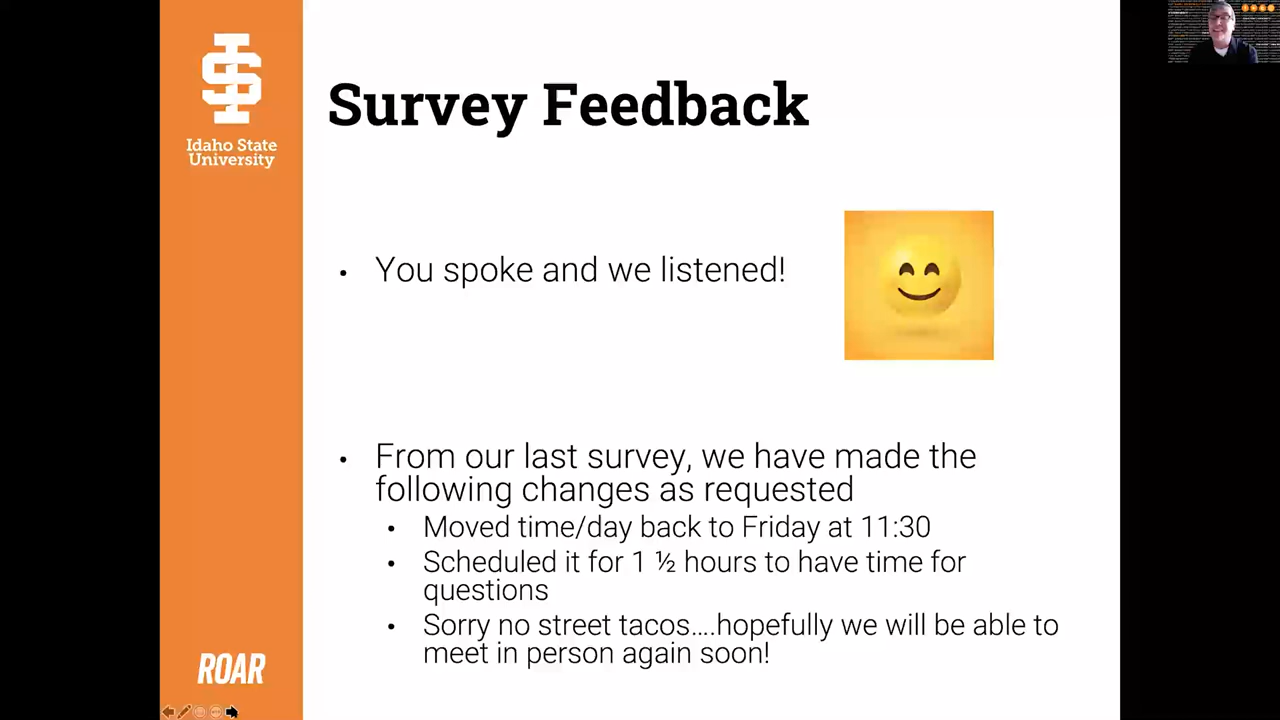 Idaho State
University
Survey Feedback
• You spoke and we listened!
• From our last survey, we have made the
following changes as requested
• Moved time/day back to Friday at 11:30
• Scheduled it for 1 ½ hours to have time for
questions
• Sorry no street tacos....hopefully we will be able to
meet in person again soon!
ROAR